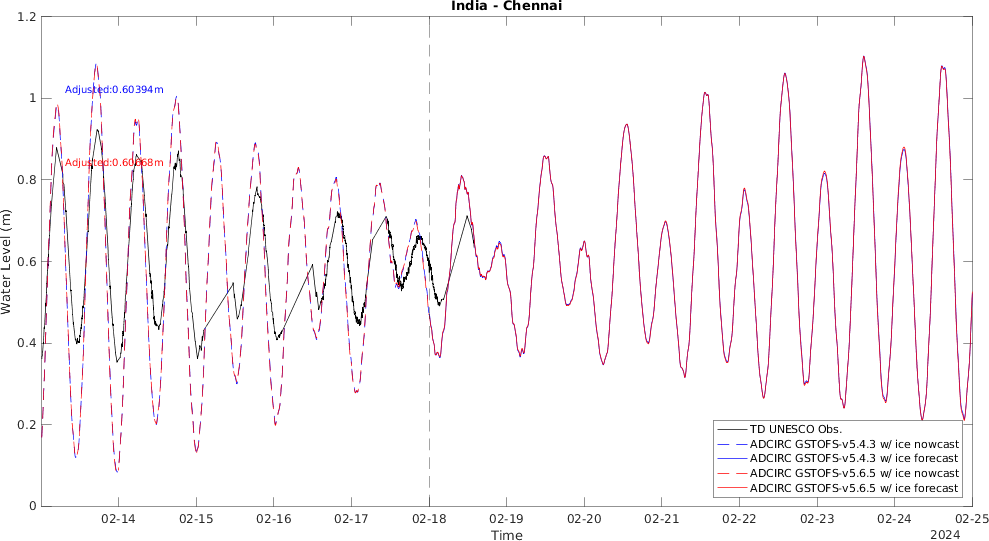 India - Chennai
1.2
1
0.8
0.6
0.4
0.2
0
Water Level (m)
Adjusted:0.60394m
TD UNESCO Obs.
ADCIRC GSTOFS-v5.4.3 w/ ice nowcast
ADCIRC GSTOFS-v5.4.3 w/ ice forecast
ADCIRC GSTOFS-v5.6.5 w/ ice nowcast
ADCIRC GSTOFS-v5.6.5 w/ ice forecast
02-14
02-15
02-16
02-17
02-18
02-19
02-20
02-21
02-22
02-23
02-24
02-25
Time
2024